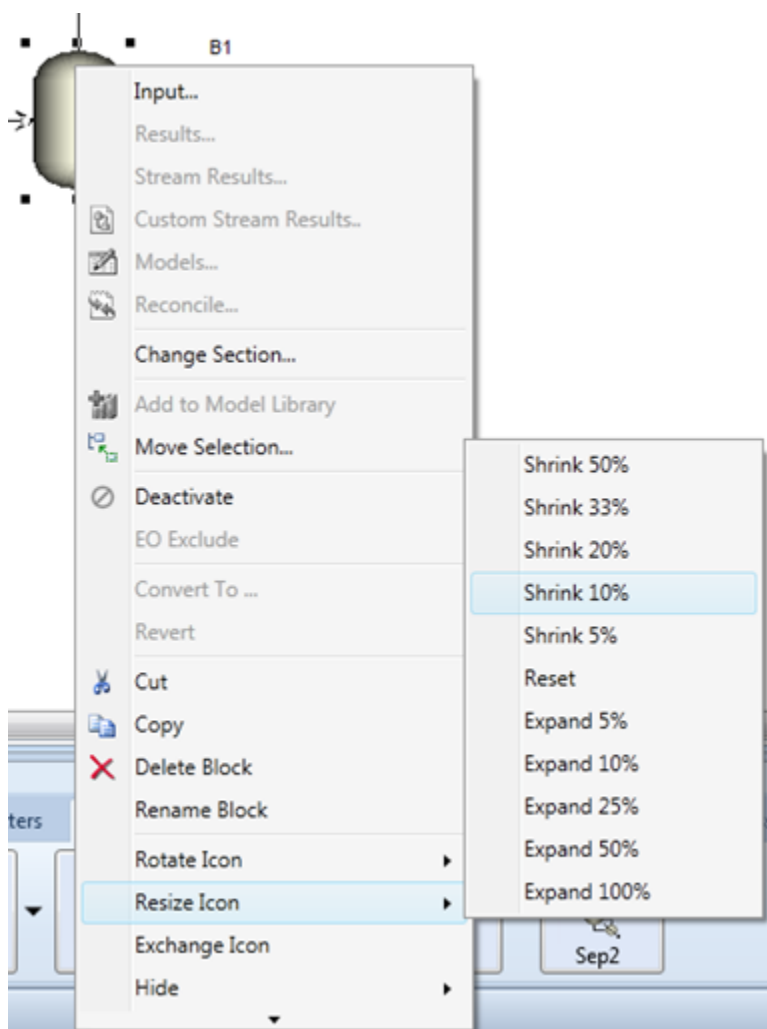 B1
Input...
Results...
Stream Results...
Custom Stream Results..
Models...
Reconcile...
Change Section...
Add to Model Library
Move Selection...
Deactivate
EO Exclude
Convert To ...
Revert
Cut
Copy
Delete Block
Rename Block
Rotate Icon
Resize Icon
Exchange Icon
Hide
Shrink 50%
Shrink 33%
Shrink 20%
Shrink 10%
Shrink 5%
Reset
Expand 5%
Expand 10%
Expand 25%
Expand 50%
Expand 100%
ters
Sep2